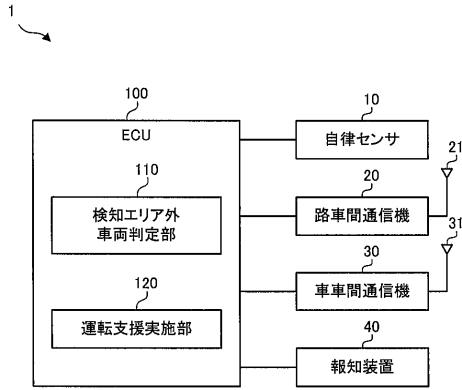 1
100
ECU
110
検知エリア外
車両判定部
120
運転支援実施部
10
自律センサ
20
路車間通信機
21
30
車車間通信機
31
40
報知装置